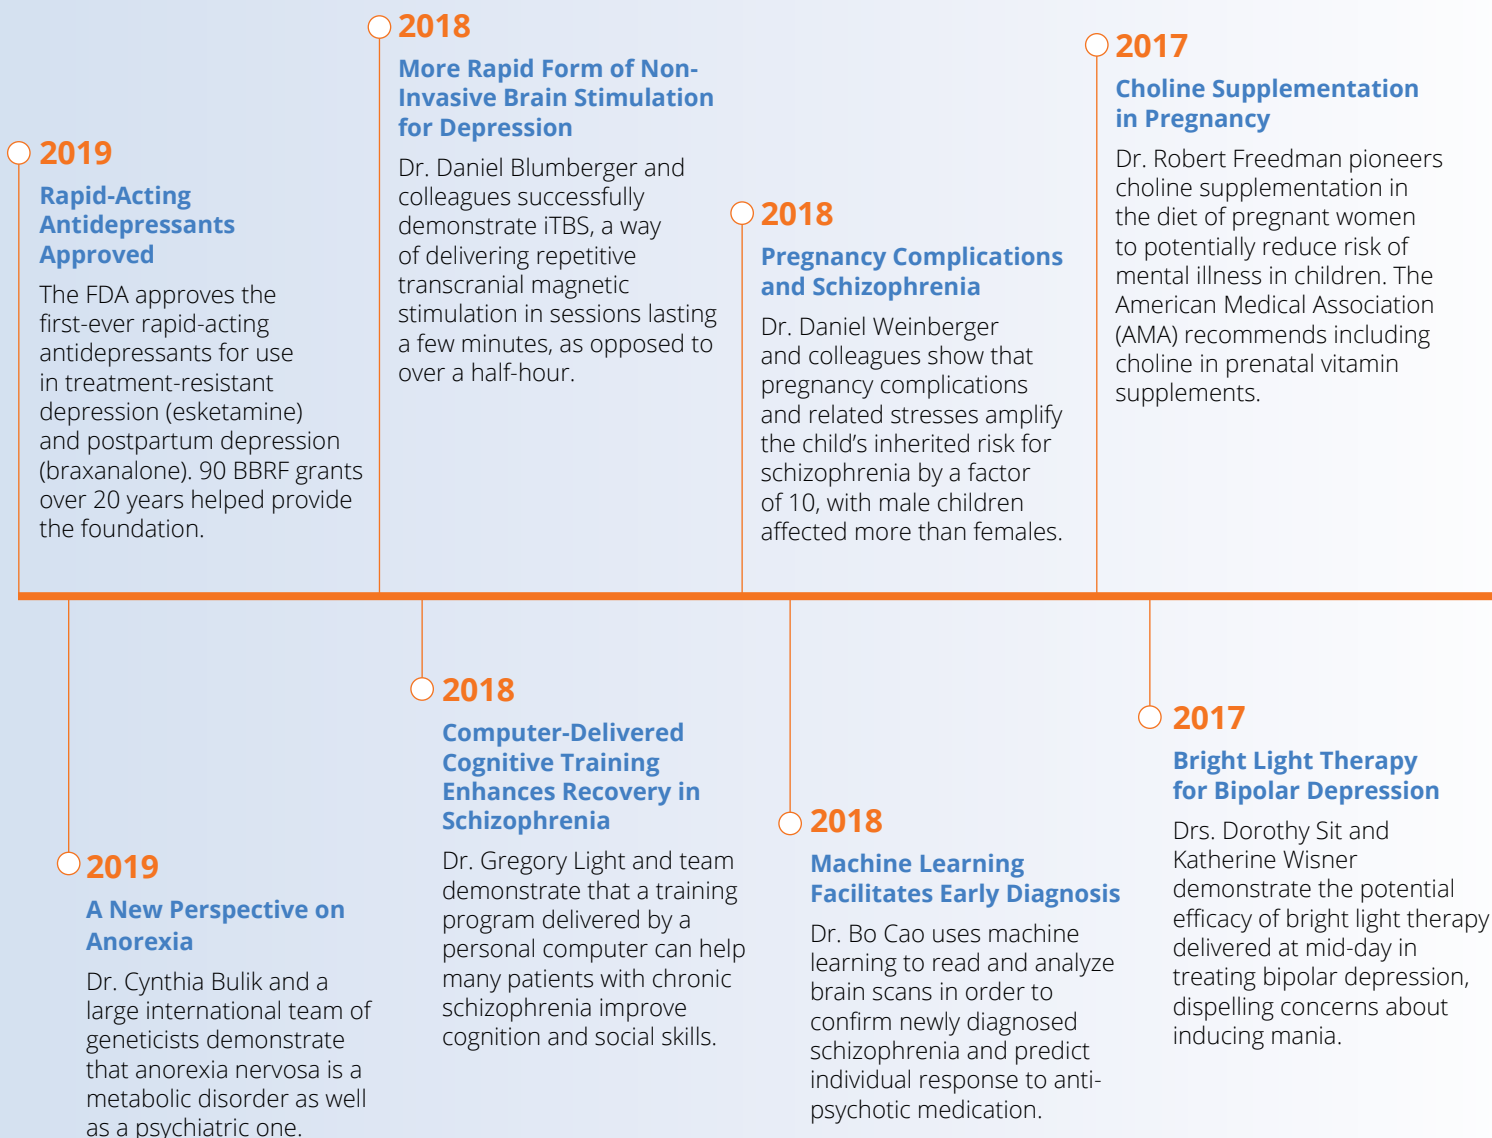 2019
Rapid-Acting
Antidepressants
Approved
The FDA approves the
first-ever rapid-acting
antidepressants for use
in treatment-resistant
depression (esketamine)
and postpartum depression
(braxanalone). 90 BBRF grants
over 20 years helped provide
the foundation.
2018
More Rapid Form of Non-
Invasive Brain Stimulation
for Depression
Dr. Daniel Blumberger and
colleagues successfully
demonstrate iTBS, a way
of delivering repetitive
transcranial magnetic
stimulation in sessions lasting
a few minutes, as opposed to
over a half-hour.
2018
Pregnancy Complications
and Schizophrenia
Dr. Daniel Weinberger
and colleagues show that
pregnancy complications
and related stresses amplify
the child’s inherited risk for
schizophrenia by a factor
of 10, with male children
affected more than females.
2017
Choline Supplementation
in Pregnancy
Dr. Robert Freedman pioneers
choline supplementation in
the diet of pregnant women
to potentially reduce risk of
mental illness in children. The
American Medical Association
(AMA) recommends including
choline in prenatal vitamin
supplements.
2019
A New Perspective on
Anorexia
Dr. Cynthia Bulik and a
large international team of
geneticists demonstrate
that anorexia nervosa is a
metabolic disorder as well
as a psychiatric one.
2018
Computer-Delivered
Cognitive Training
Enhances Recovery in
Schizophrenia
Dr. Gregory Light and team
demonstrate that a training
program delivered by a
personal computer can help
many patients with chronic
schizophrenia improve
cognition and social skills.
2018
Machine Learning
Facilitates Early Diagnosis
Dr. Bo Cao uses machine
learning to read and analyze
brain scans in order to
confirm newly diagnosed
schizophrenia and predict
individual response to anti-
psychotic medication.
2017
Bright Light Therapy
for Bipolar Depression
Drs. Dorothy Sit and
Katherine Wisner
demonstrate the potential
efficacy of bright light therapy
delivered at mid-day in
treating bipolar depression,
dispelling concerns about
inducing mania.